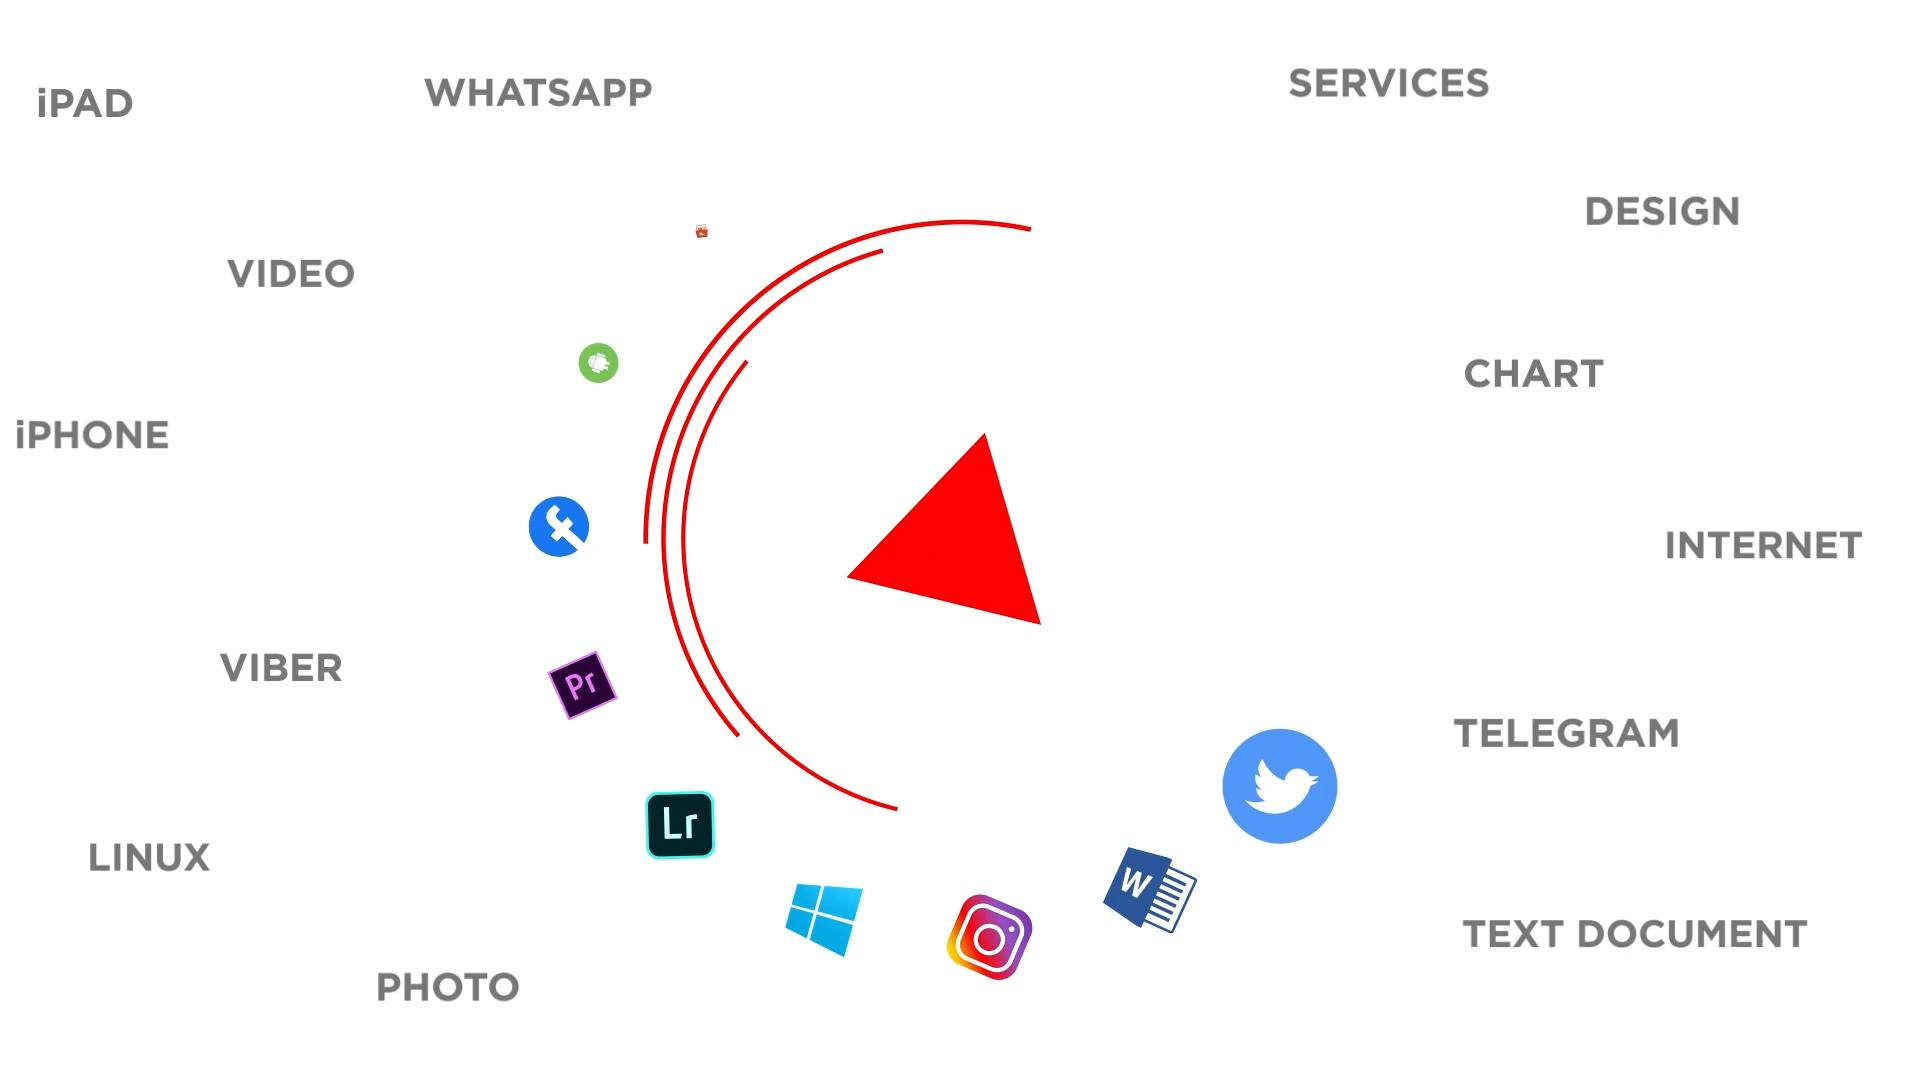 iPAD
WHATSAPP
SERVICES
DESIGN
VIDEO
CHART
iPHONE
INTERNET
VIBER
Pr
TELEGRAM
Lr
LINUX
W
TEXT DOCUMENT
PHOTO